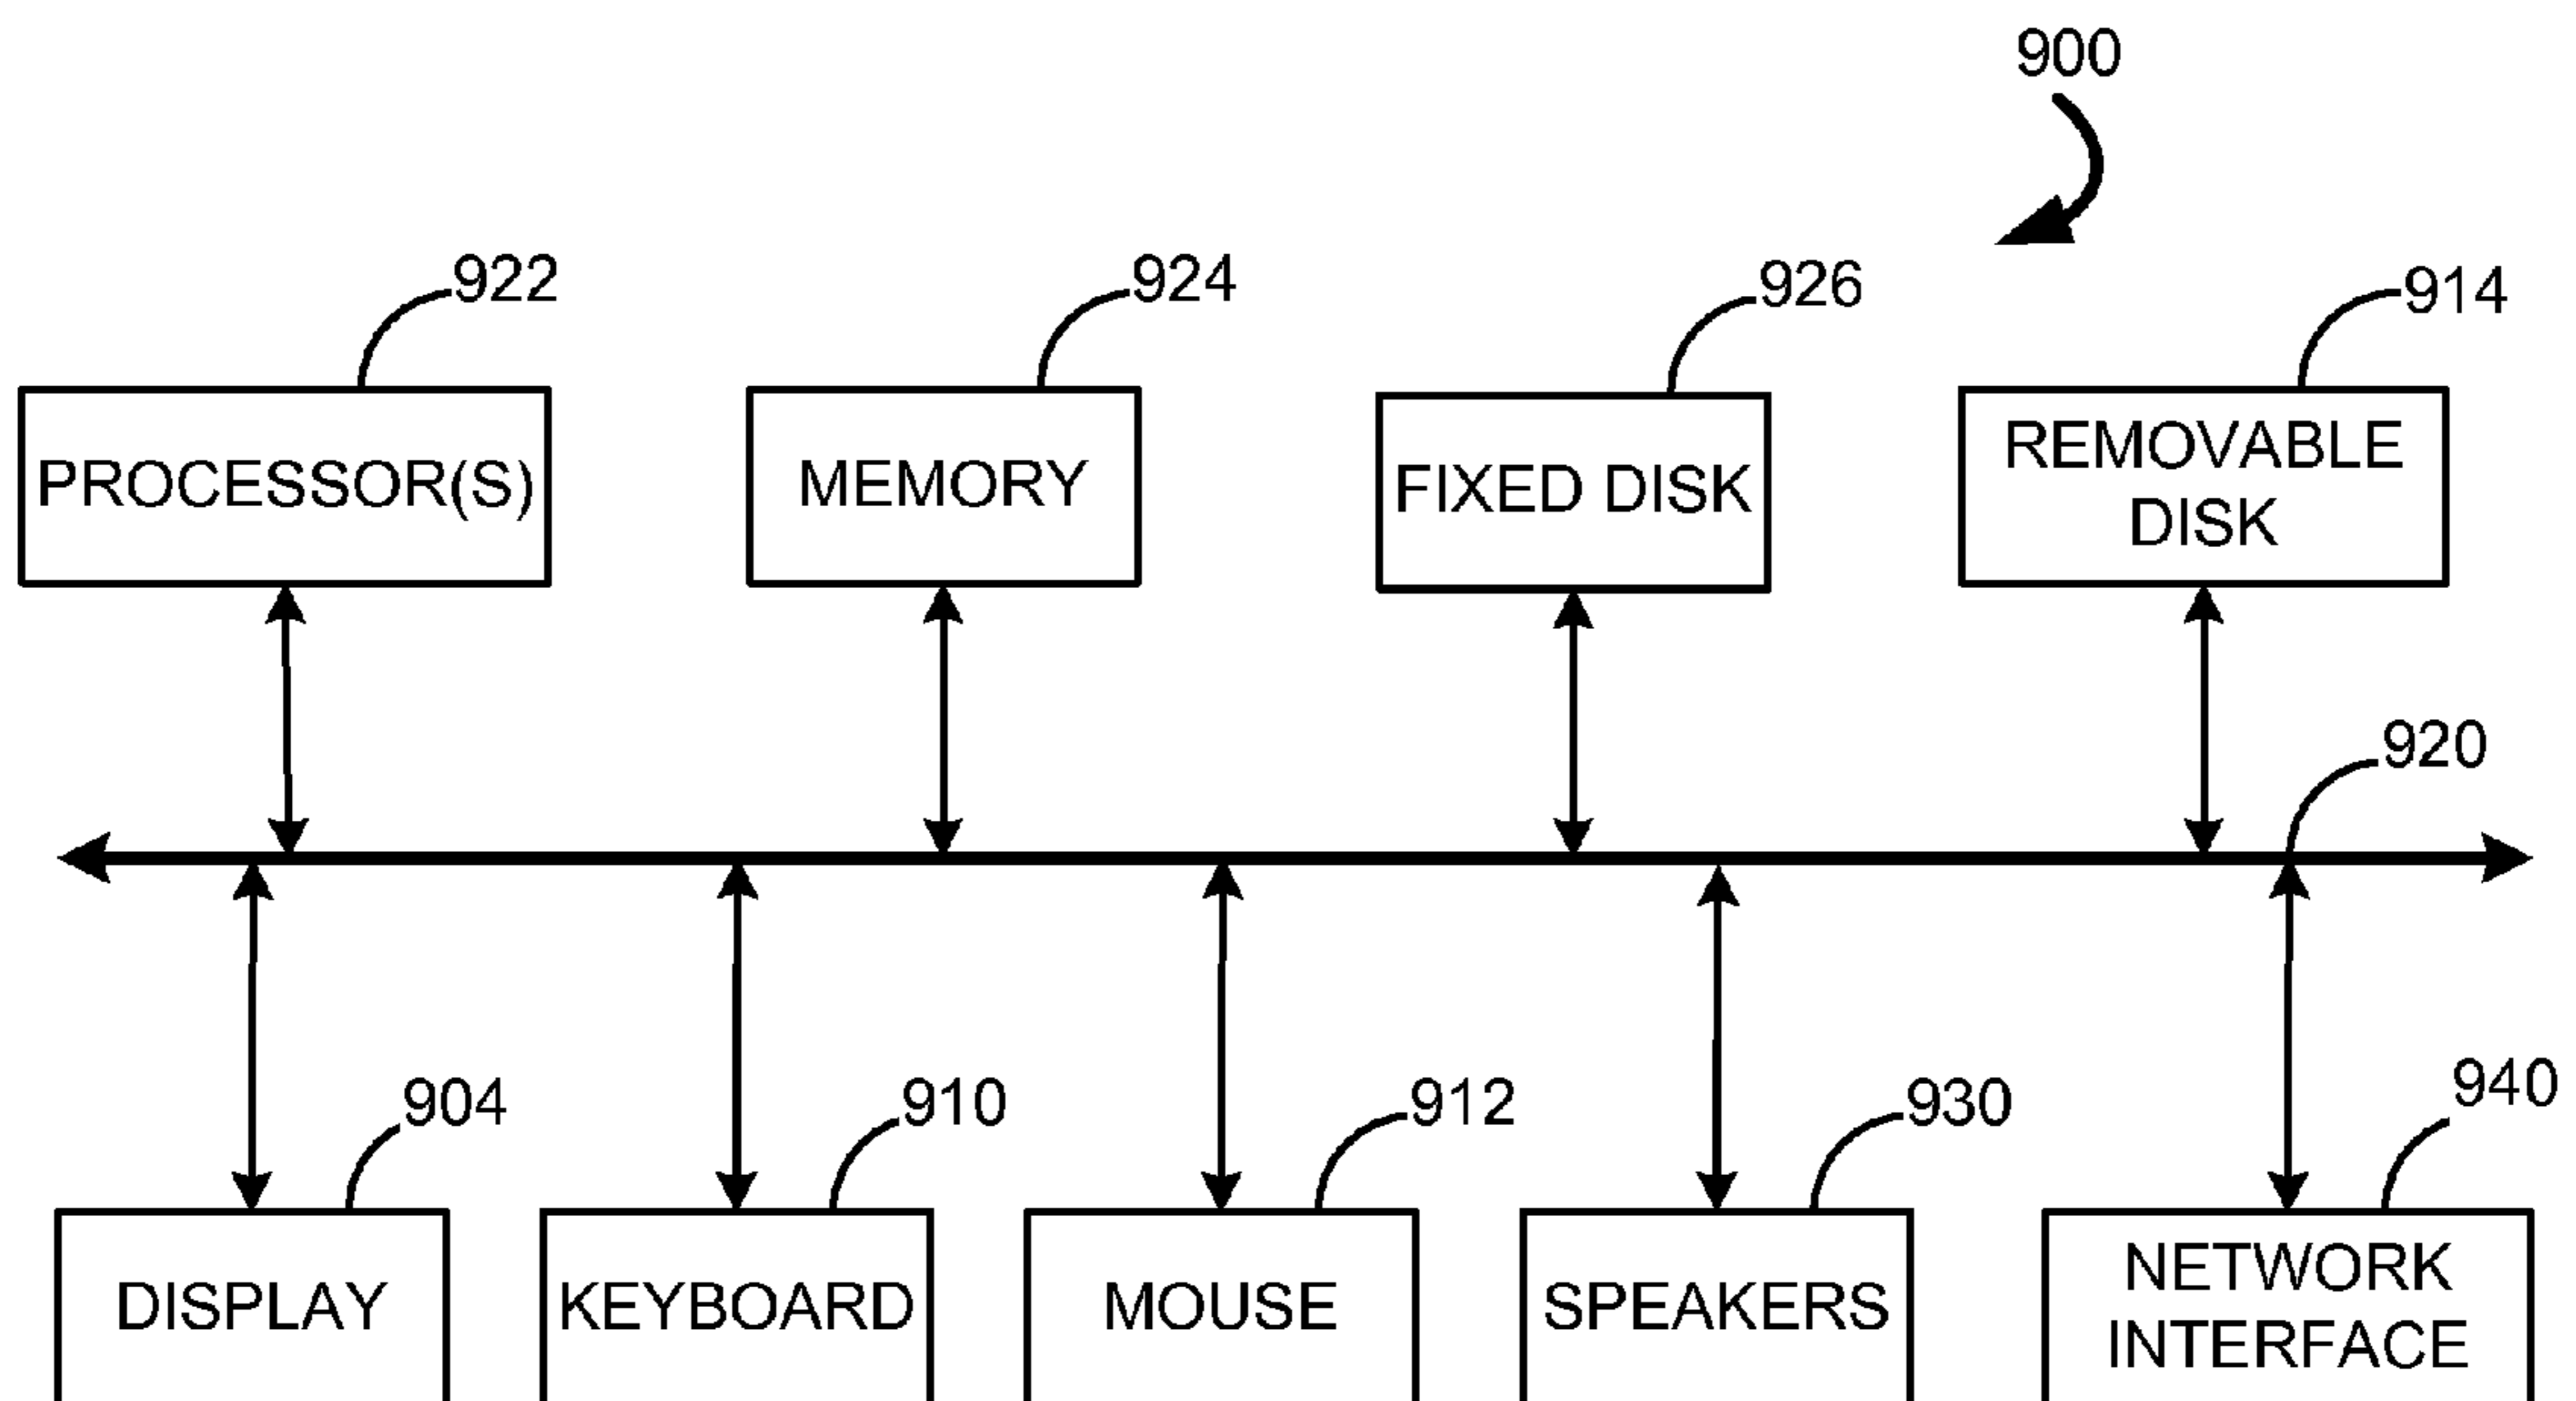 900
922
924
926
914
PROCESSOR(S)
MEMORY
FIXED DISK
REMOVABLE
DISK
920
904
910
912
930
940
DISPLAY
KEYBOARD
MOUSE
SPEAKERS
NETWORK
INTERFACE